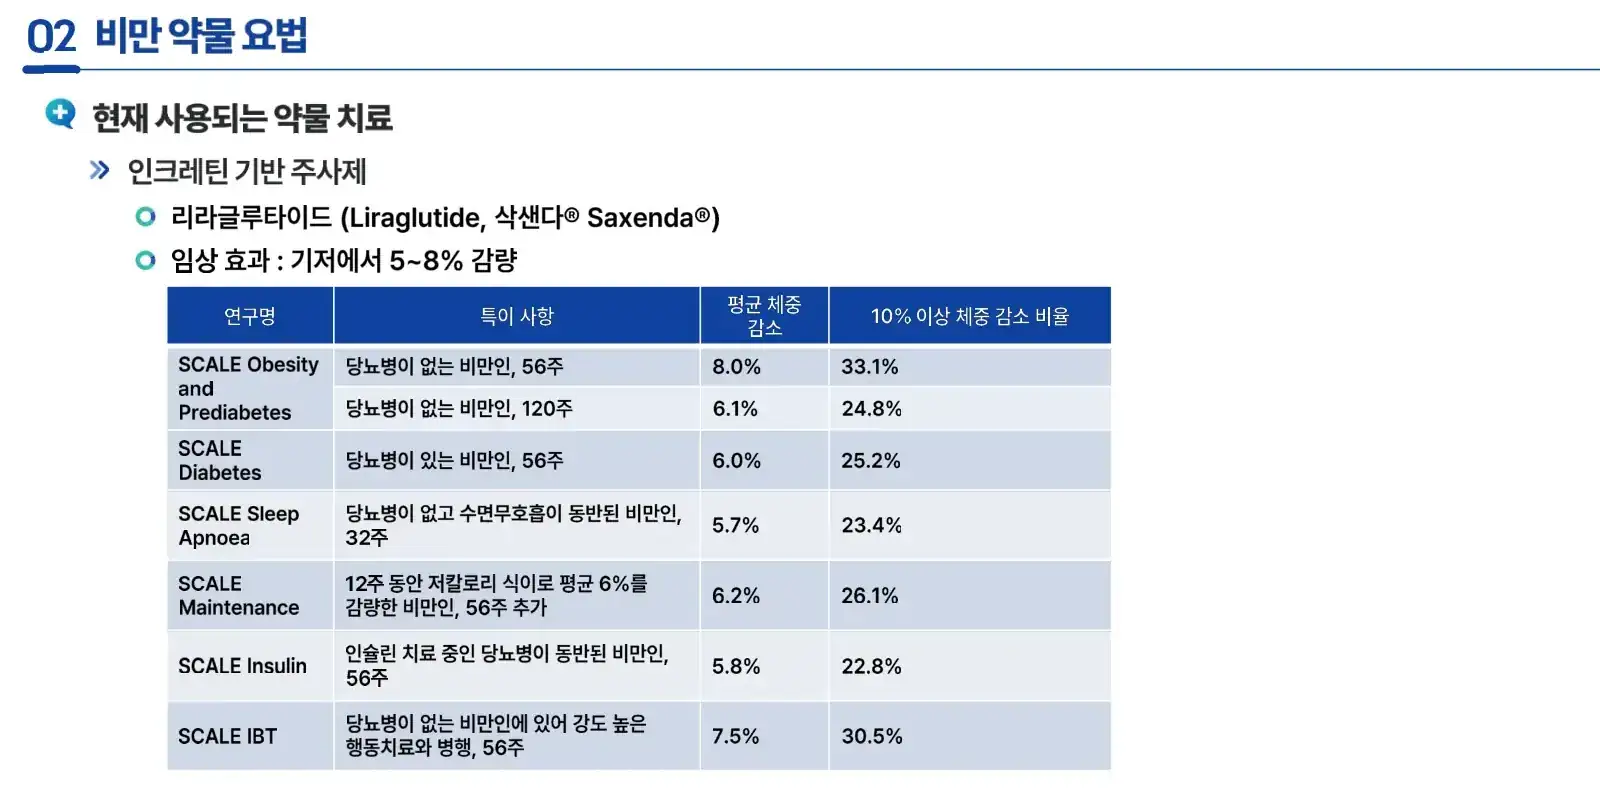 02 비만 약물 요법
현재 사용되는 약물 치료
인크레틴 기반 주사제
리라글루타이드 (Liraglutide, 삭샌다® Saxenda®)
임상 효과 : 기저에서 5~8% 감량
연구명
특이 사항
평균 체중
감소
10% 이상 체중 감소 비율
SCALE Obesity
and
Prediabetes
당뇨병이 없는 비만인, 56주
8.0%
33.1%
당뇨병이 없는 비만인, 120주
6.1%
24.8%
SCALE
Diabetes
당뇨병이 있는 비만인, 56주
6.0%
25.2%
SCALE Sleep
Apnoea
당뇨병이 없고 수면무호흡이 동반된 비만인,
32주
5.7%
23.4%
SCALE
Maintenance
12주 동안 저칼로리 식이로 평균 6%를
감량한 비만인, 56주 추가
6.2%
26.1%
SCALE Insulin
인슐린 치료 중인 당뇨병이 동반된 비만인,
56주
5.8%
22.8%
SCALE IBT
당뇨병이 없는 비만인에 있어 강도 높은
행동치료와 병행, 56주
7.5%
30.5%